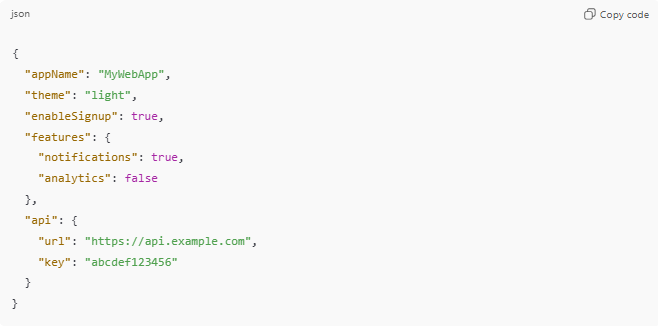 json
Copy code
{
  "appName": "MyWebApp",
  "theme": "light",
  "enableSignup": true,
  "features": {
    "notifications": true,
    "analytics": false
  },
  "api": {
    "url": "https://api.example.com",
    "key": "abcdef123456"
  }
}